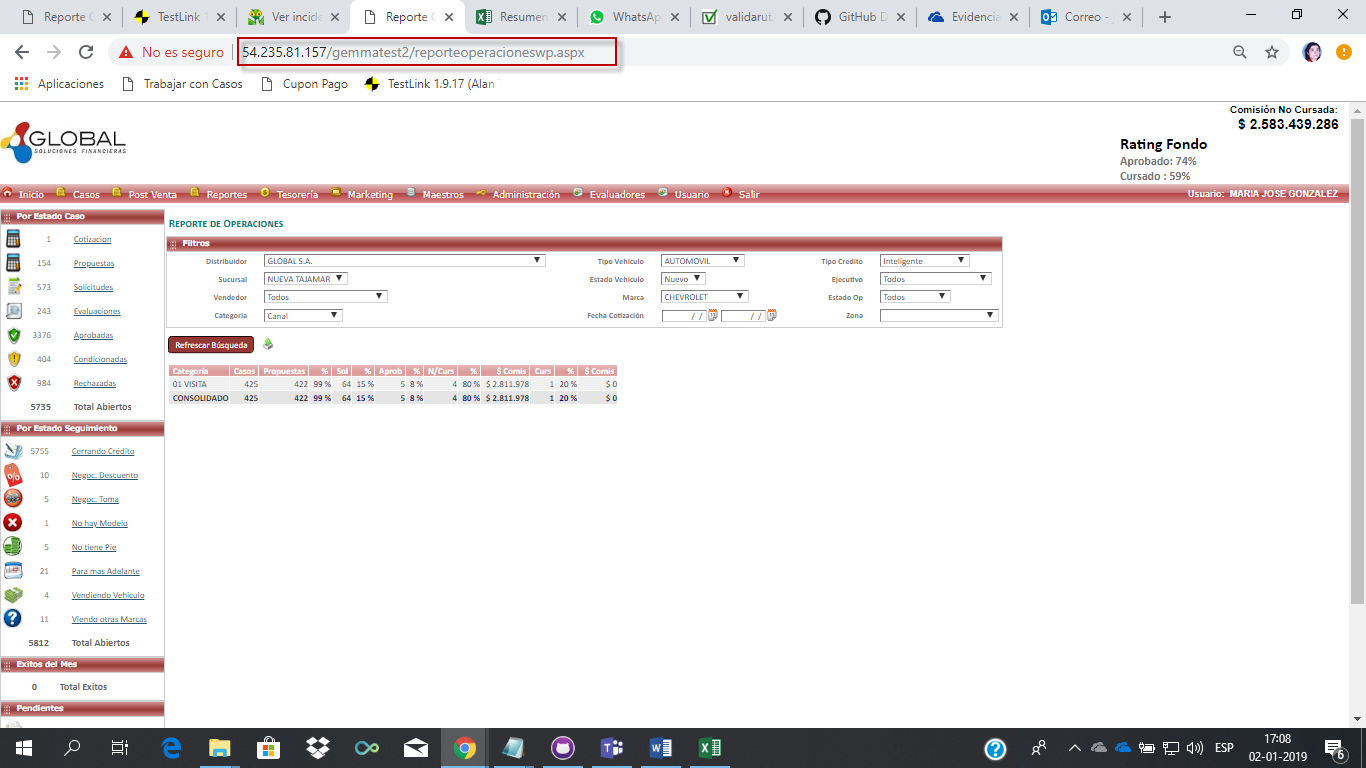 Reporte C
TestLink 1
Ver incide
Reporte C
Resumen
WhatsAp
validarut.
GitHub D
Evidencia
Correo -
No es seguro
54.235.81.157/gemmatest2/reporteoperacioneswp.aspx
Aplicaciones
Trabajar con Casos
Cupon Pago
TestLink 1.9.17 (Alan
Comisión No Cursada:
$ 2.583.439.286
GLOBAL
SOLUCIONES FINANCIERAS
Rating Fondo
Aprobado: 74%
Cursado : 59%
Inicio Casos Post Venta Reportes Tesorería Marketing Maestros Administración Evaluadores Usuario Salir Usuario: MARIA JOSE GONZALEZ
Por Estado Caso
1 Cotizacion
154 Propuestas
573 Solicitudes
243 Evaluaciones
3376 Aprobadas
404 Condicionadas
984 Rechazadas
5735 Total Abiertos
Por Estado Seguimiento
5755 Cerrando Crédito
10 Negoc. Descuento
5 Negoc. Toma
1 No hay Modelo
5 No tiene Pie
21 Para mas Adelante
4 Vendiendo Vehículo
11 Viendo otras Marcas
5812 Total Abiertos
Exitos del Mes
0 Total Exitos
Pendientes
REPORTE DE OPERACIONES
Filtros
Distribuidor GLOBAL S.A. Tipo Vehiculo AUTOMOVIL Tipo Credito Inteligente
Sucursal NUEVA TAJAMAR Estado Vehiculo Nuevo Ejecutivo Todos
Vendedor Todos Marca CHEVROLET Estado Op Todos
Categoria Canal Fecha Cotización / / / / Zona
Refrescar Búsqueda
Categoría Casos Propuestas % Sol % Aprob % N/Curs % $ Comis Curs % $ Comis
01 VISITA 425 422 99 % 64 15 % 5 8 % 4 80 % $ 2.811.978 1 20 % $ 0
CONSOLIDADO 425 422 99 % 64 15 % 5 8 % 4 80 % $ 2.811.978 1 20 % $ 0
ESP
17:08
02-01-2019
6